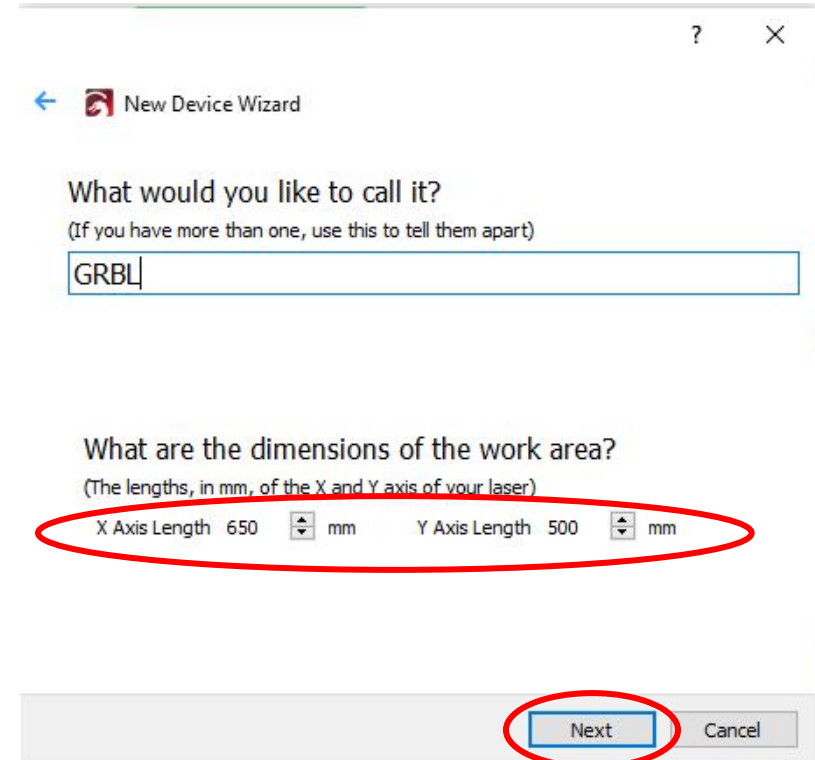 ?
New Device Wizard
What would you like to call it?
(If you have more than one, use this to tell them apart)
GRBL
What are the dimensions of the work area?
(The lengths, in mm, of the X and Y axis of your laser)
X Axis Length 650 mm Y Axis Length 500 mm
Next Cancel